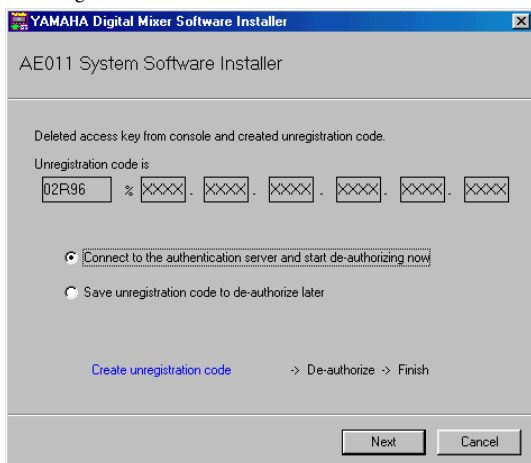 YAMAHA Digital Mixer Software Installer
AE011 System Software Installer
Deleted access key from console and created unregistration code.
Unregistration code is
02R96 % XXXX . XXXX . XXXX . XXXX . XXXX . XXXX
Connect to the authentication server and start de-authorizing now
Save unregistration code to de-authorize later
Create unregistration code -> De-authorize -> Finish
Next Cancel